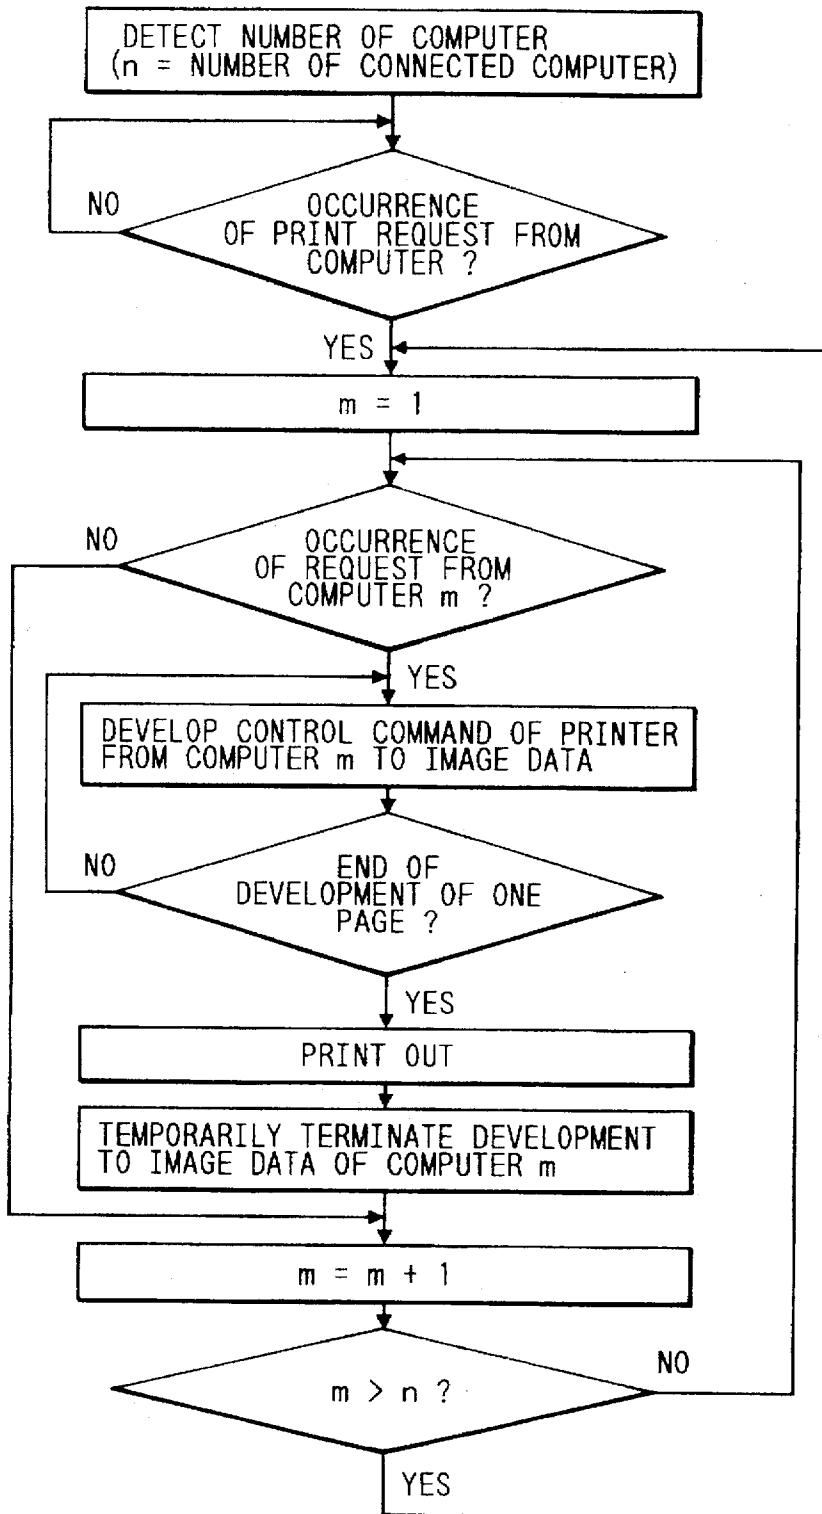 DETECT NUMBER OF COMPUTER
(n = NUMBER OF CONNECTED COMPUTER)
NO
OCCURRENCE
OF PRINT REQUEST FROM
COMPUTER ?
YES
m = 1
NO
OCCURRENCE
OF REQUEST FROM
COMPUTER m ?
YES
DEVELOP CONTROL COMMAND OF PRINTER
FROM COMPUTER m TO IMAGE DATA
NO
END OF
DEVELOPMENT OF ONE
PAGE ?
YES
PRINT OUT
TEMPORARILY TERMINATE DEVELOPMENT
TO IMAGE DATA OF COMPUTER m
m = m + 1
NO
m > n ?
YES